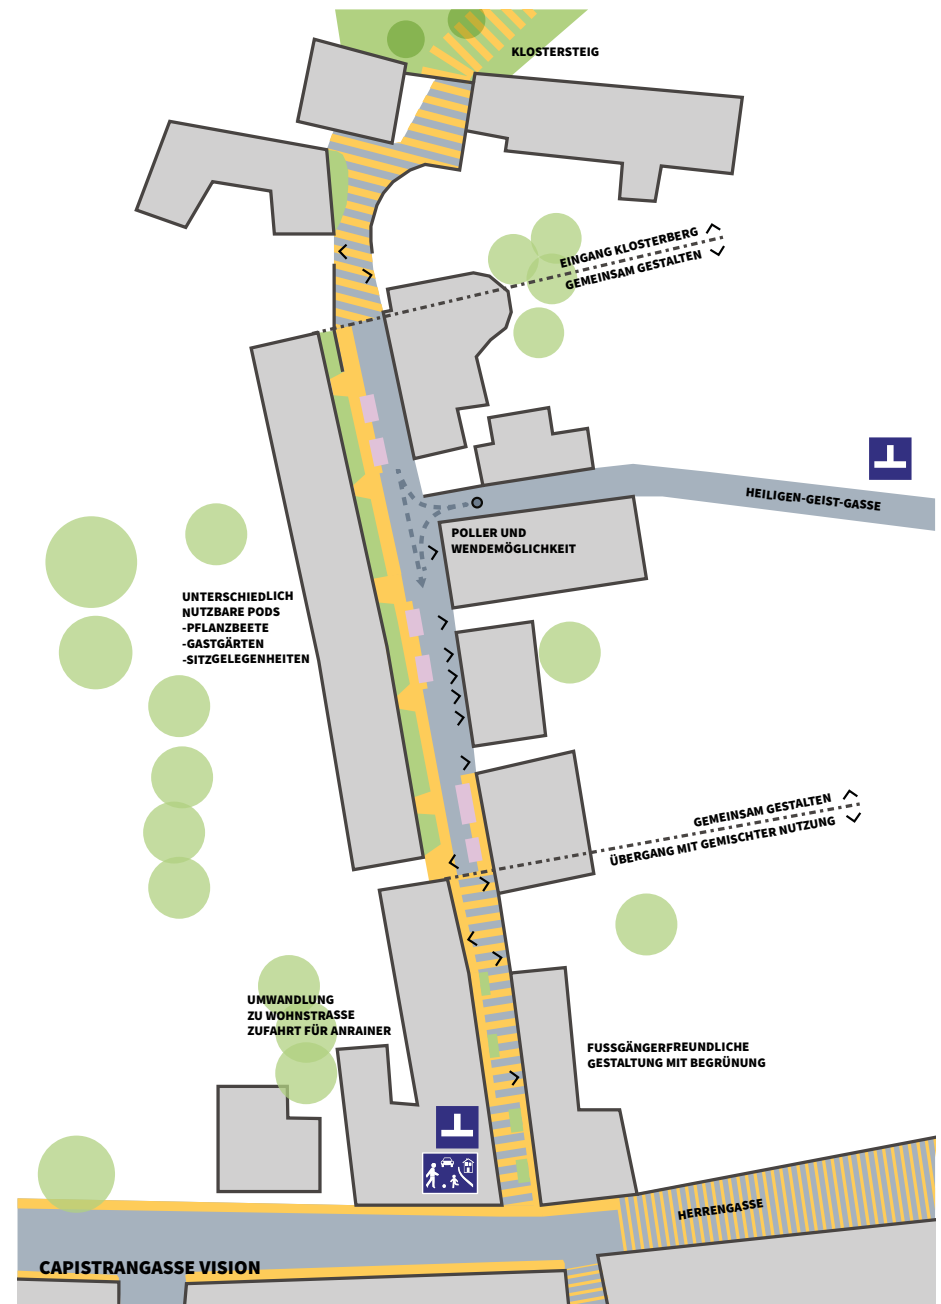 KLOSTERSTEIG
EINGANG KLOSTERBERG
GEMEINSAM GESTALTEN
HEILIGEN-GEIST-GASSE
POLLER UND
WENDEMÖGLICHKEIT
UNTERSCHIEDLICH
NUTZBARE PODS
-PFLANZBEETE
-GASTGÄRTEN
-SITZGELEGENHEITEN
GEMEINSAM GESTALTEN
ÜBERGANG MIT GEMISCHTER NUTZUNG
UMWANDLUNG
ZU WOHNSTRASSE
ZUFAHRT FÜR ANRAINER
FUSSGÄNGERFREUNDLICHE
GESTALTUNG MIT BEGRÜNUNG
HERRENGASSE
CAPISTRANGASSE VISION